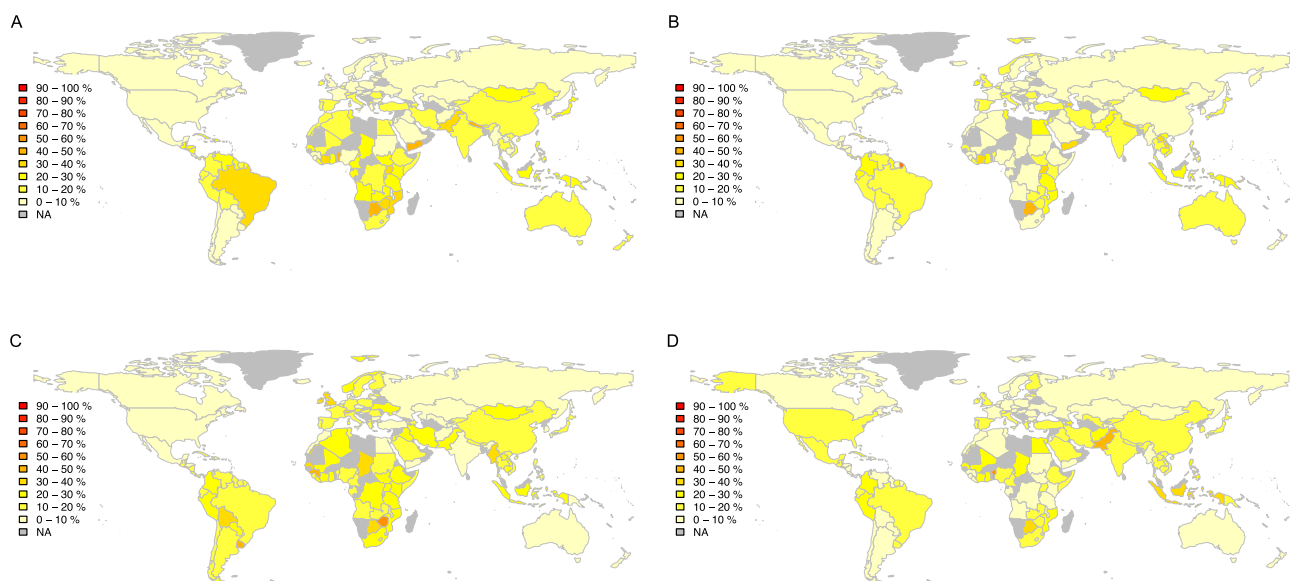 A
90 – 100 %
80 – 90 %
70 – 80 %
60 – 70 %
50 – 60 %
40 – 50 %
30 – 40 %
20 – 30 %
10 – 20 %
0 – 10 %
NA
B
90 – 100 %
80 – 90 %
70 – 80 %
60 – 70 %
50 – 60 %
40 – 50 %
30 – 40 %
20 – 30 %
10 – 20 %
0 – 10 %
NA
C
90 – 100 %
80 – 90 %
70 – 80 %
60 – 70 %
50 – 60 %
40 – 50 %
30 – 40 %
20 – 30 %
10 – 20 %
0 – 10 %
NA
D
90 – 100 %
80 – 90 %
70 – 80 %
60 – 70 %
50 – 60 %
40 – 50 %
30 – 40 %
20 – 30 %
10 – 20 %
0 – 10 %
NA